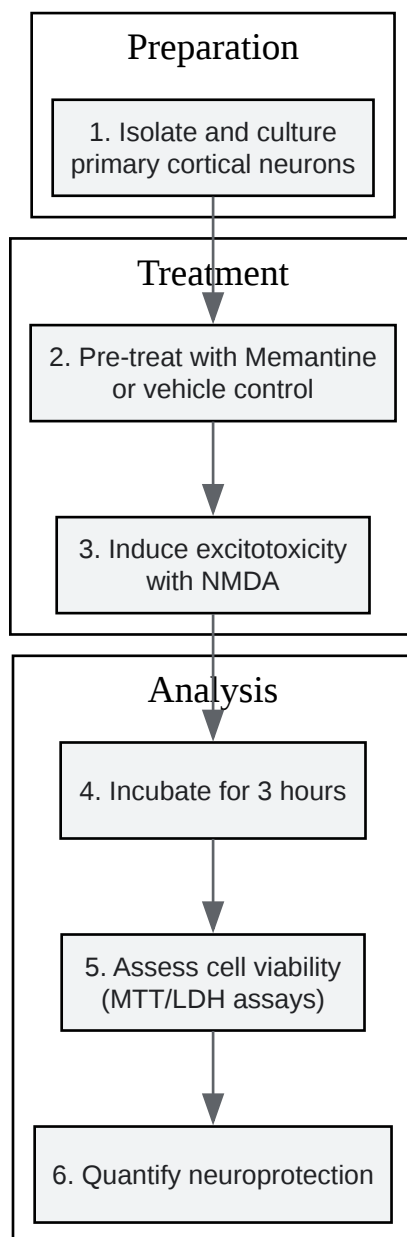 Preparation
1. Isolate and culture
primary cortical neurons
Treatment
2. Pre-treat with Memantine
or vehicle control
3. Induce excitotoxicity
with NMDA
Analysis
4. Incubate for 3 hours
5. Assess cell viability
(MTT/LDH assays)
6. Quantify neuroprotection